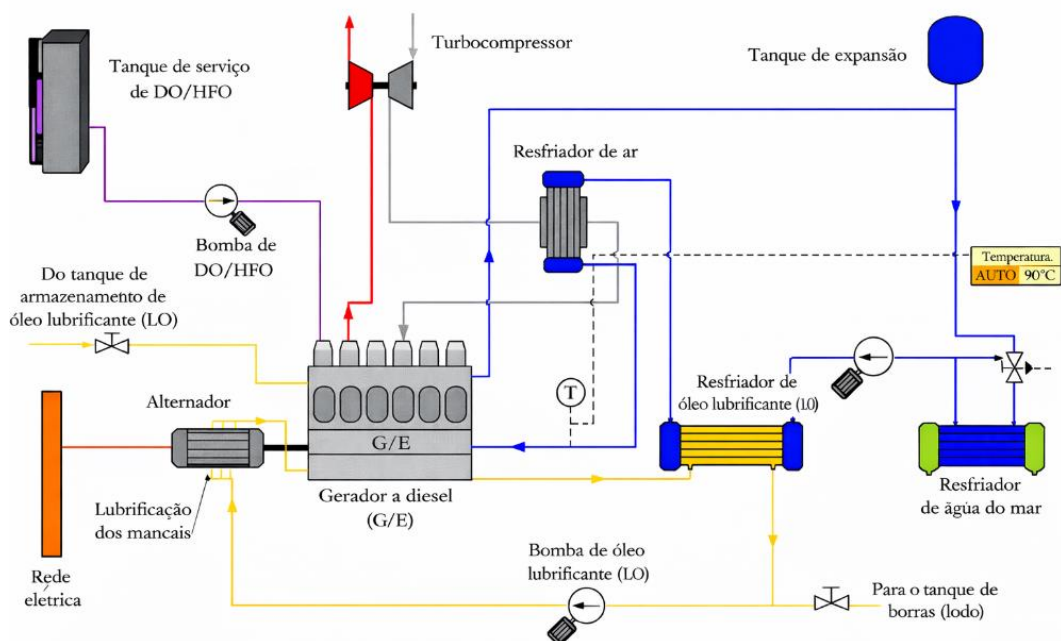 Tanque de serviço
de DO/HFO
Turbocompressor
Tanque de expansão
Resfriador de ar
Bomba de
DO/HFO
Temperatura.
AUTO 90°C
Do tanque de
armazenamento de
óleo lubrificante (LO)
T
Resfriador de
óleo lubrificante (LO)
Alternador
G/E
Gerador a diesel
(G/E)
Resfriador
de água do mar
Lubrificação
dos mancais
Rede
elétrica
Bomba de óleo
lubrificante (LO)
Para o tanque de
borras (lodo)